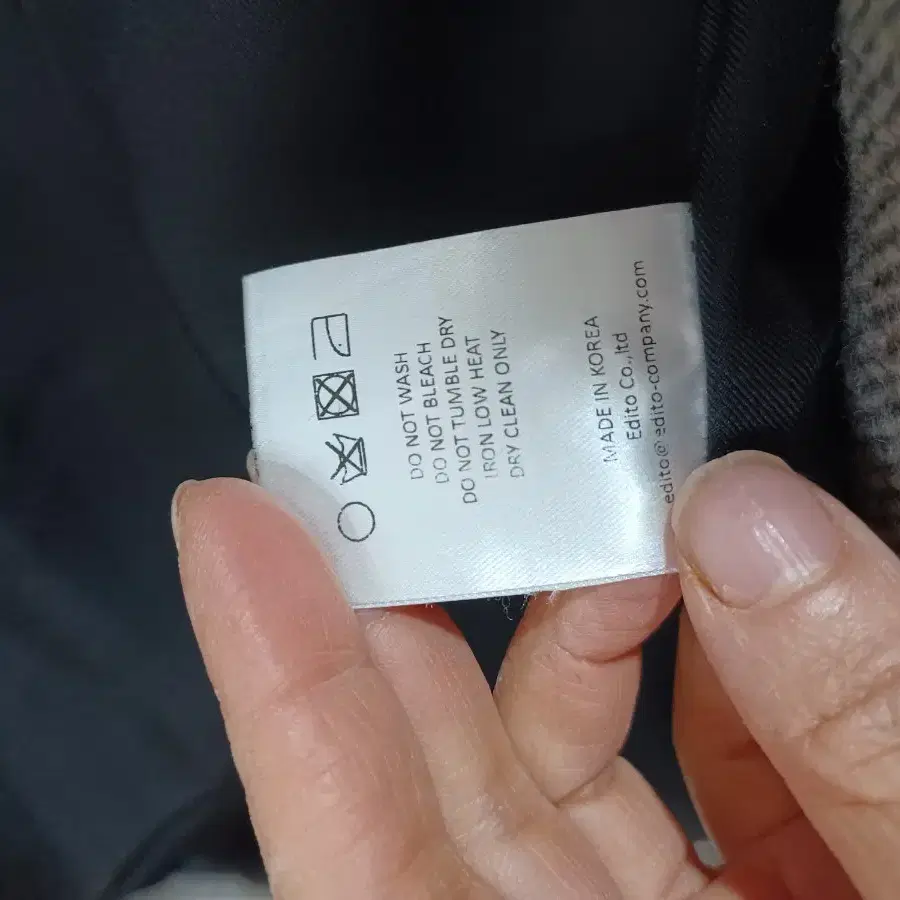 DO NOT WASH
DO NOT BLEACH
DO NOT TUMBLE DRY
IRON LOW HEAT
DRY CLEAN ONLY
MADE IN KOREA
Edito Co.,ltd
edito@edito-company.com